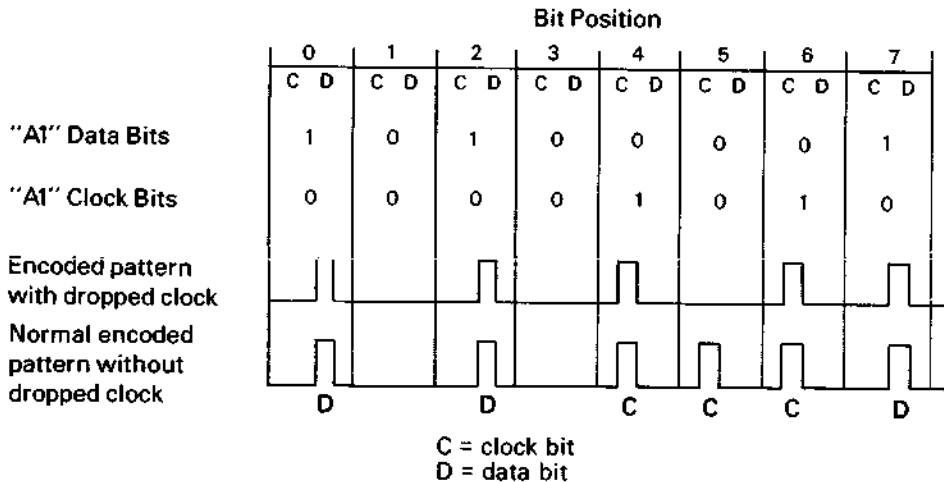 Bit Position
0 1 2 3 4 5 6 7
C D C D C D C D C D C D C D C D
"A1" Data Bits 1 0 1 0 0 0 0 1
"A1" Clock Bits 0 0 0 0 1 0 1 0
Encoded pattern
with dropped clock
Normal encoded
pattern without
dropped clock
D D C C C D
C = clock bit
D = data bit